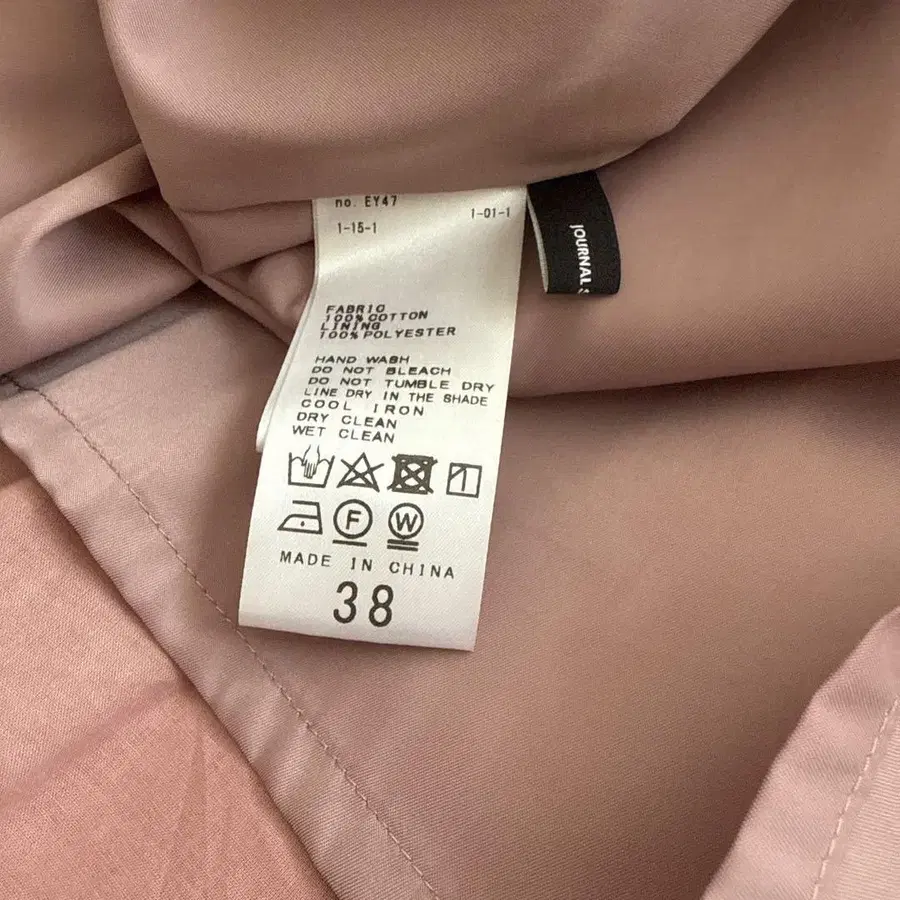 no. EY47
1-01-1
1-15-1
FABRIC
100% COTTON
LINING
100% POLYESTER
HAND WASH
DO NOT BLEACH
DO NOT TUMBLE DRY
LINE DRY IN THE SHADE
COOL IRON
DRY CLEAN
WET CLEAN
F W
MADE IN CHINA
38
JOURNAL